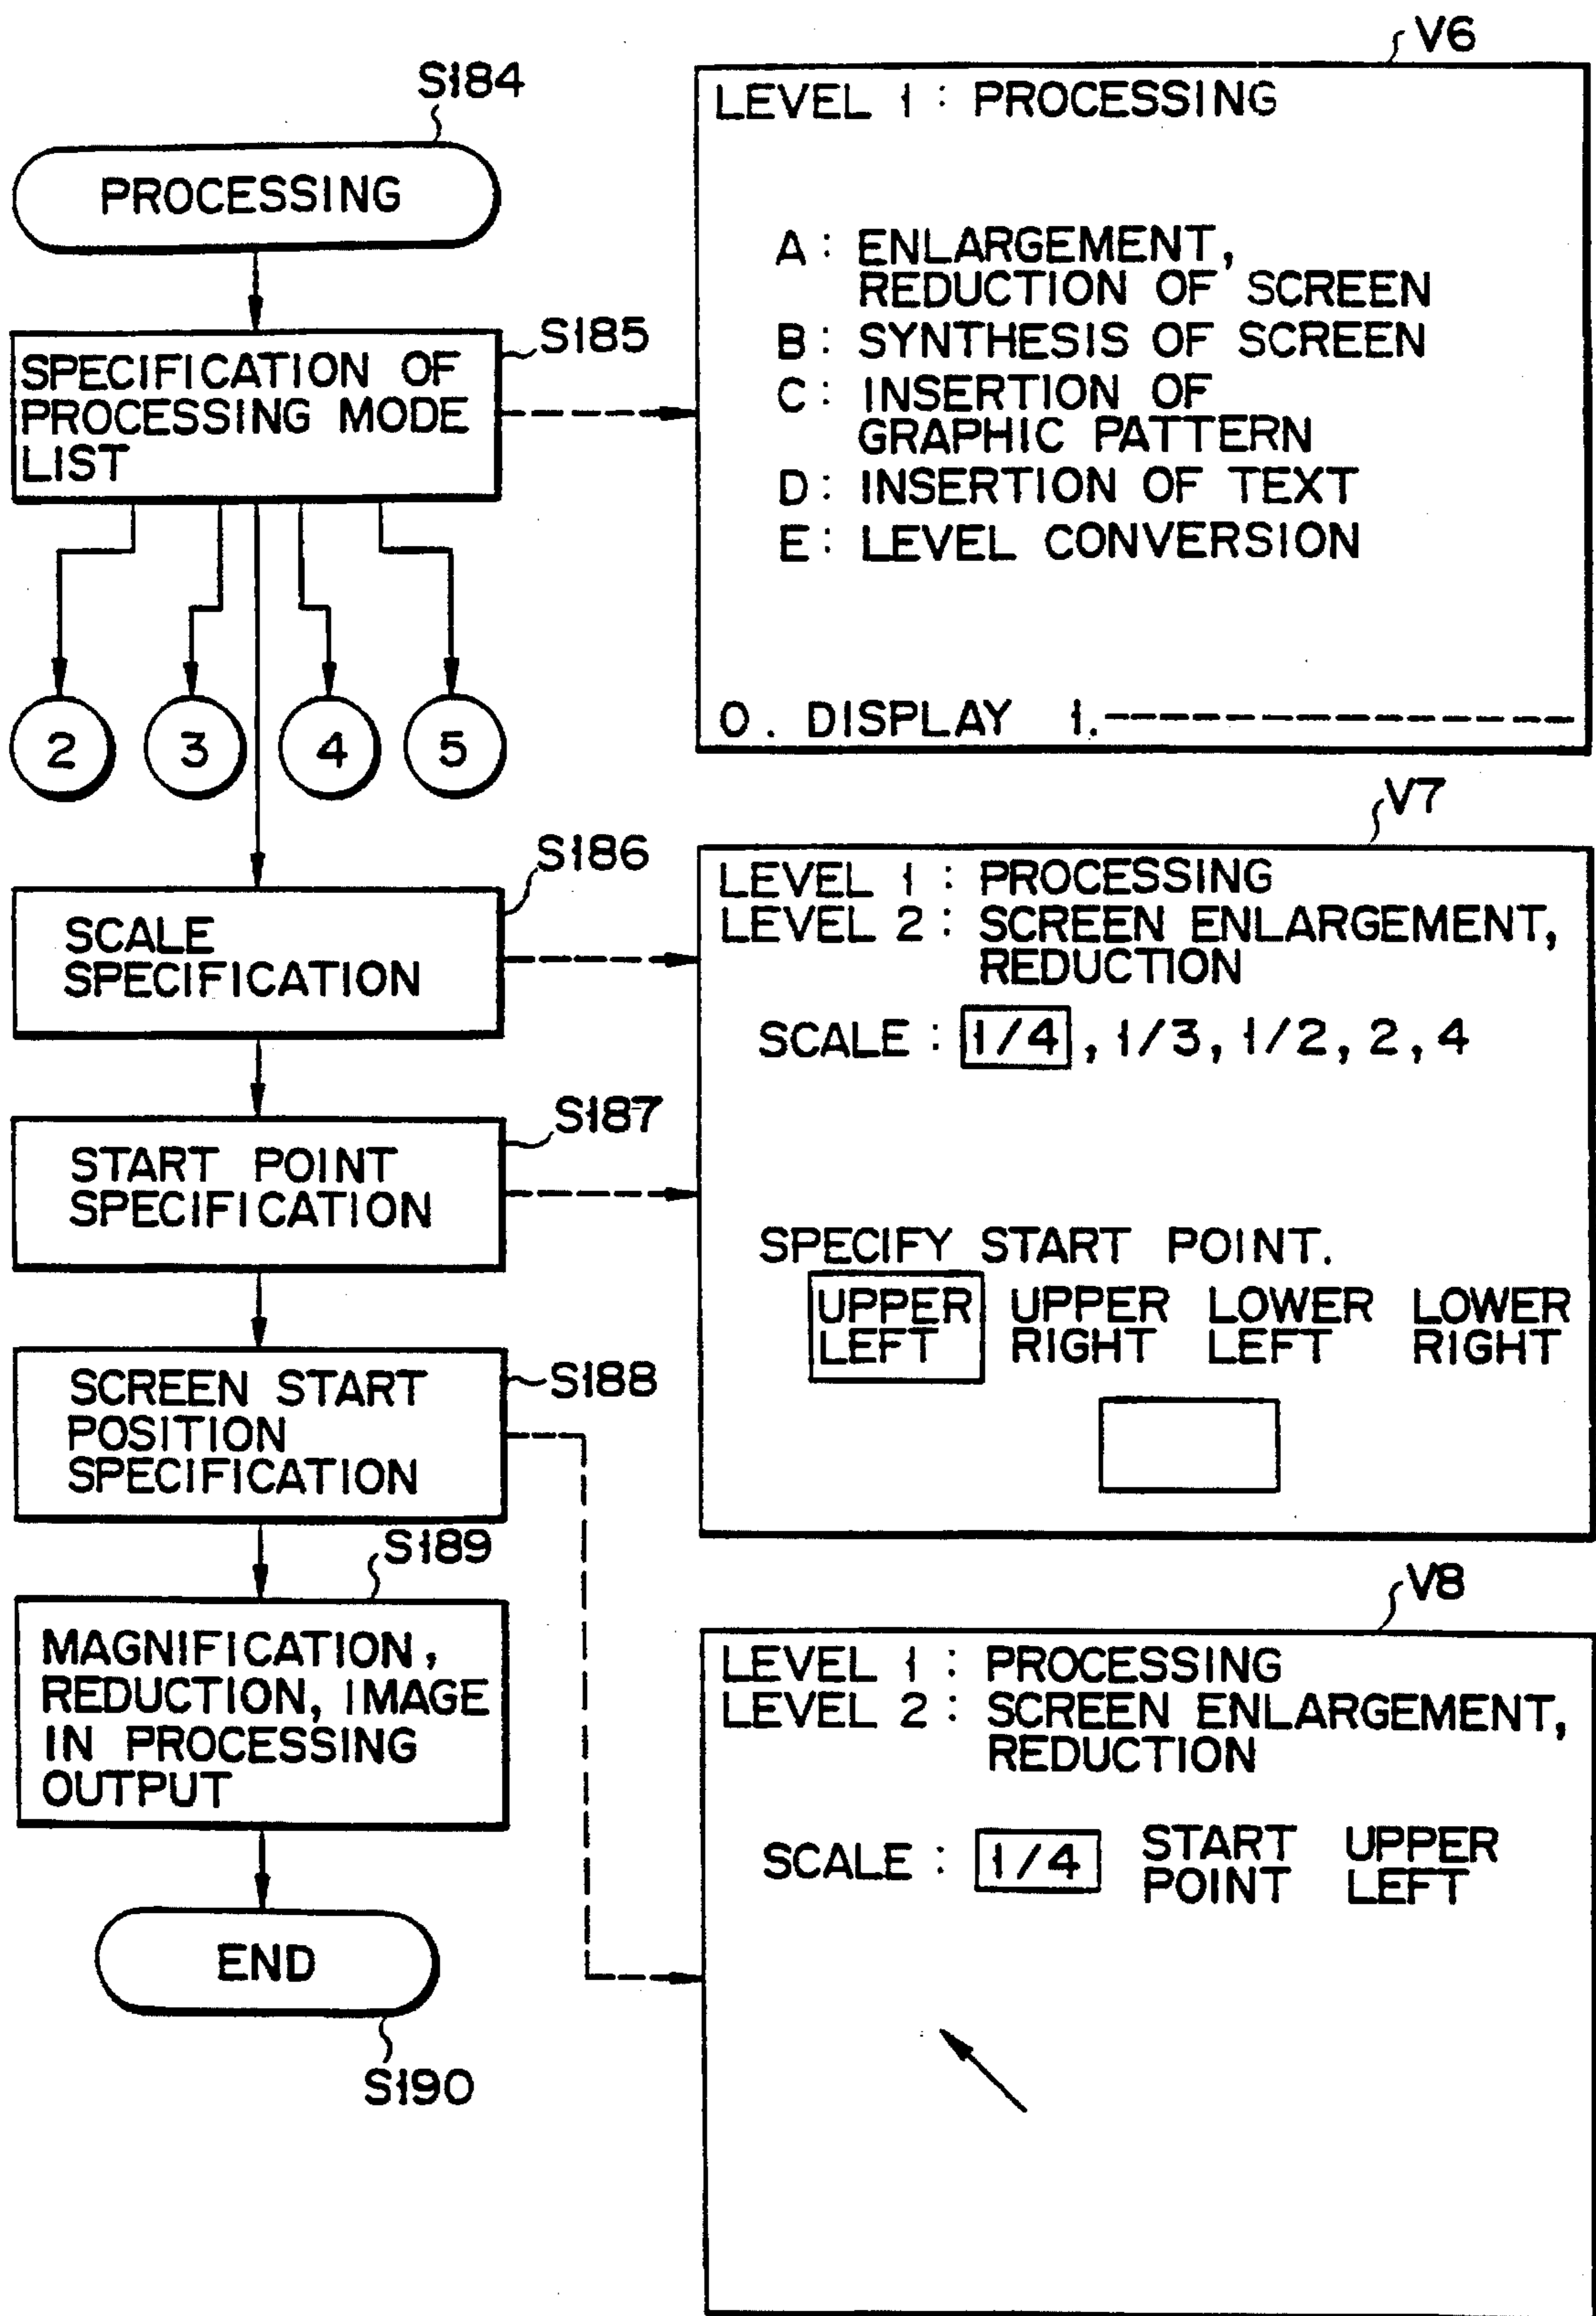 S184
PROCESSING
S185
SPECIFICATION OF
PROCESSING MODE
LIST
2
3
4
5
S186
SCALE
SPECIFICATION
S187
START POINT
SPECIFICATION
S188
SCREEN START
POSITION
SPECIFICATION
S189
MAGNIFICATION,
REDUCTION, IMAGE
IN PROCESSING
OUTPUT
END
S190
V6
LEVEL 1 : PROCESSING
A : ENLARGEMENT,
REDUCTION OF SCREEN
B : SYNTHESIS OF SCREEN
C : INSERTION OF
GRAPHIC PATTERN
D : INSERTION OF TEXT
E : LEVEL CONVERSION
0. DISPLAY 1.---------------
V7
LEVEL 1 : PROCESSING
LEVEL 2 : SCREEN ENLARGEMENT,
REDUCTION
SCALE : 1/4, 1/3, 1/2, 2, 4
SPECIFY START POINT.
UPPER UPPER LOWER LOWER
LEFT RIGHT LEFT RIGHT
V8
LEVEL 1 : PROCESSING
LEVEL 2 : SCREEN ENLARGEMENT,
REDUCTION
SCALE : 1/4 START UPPER
POINT LEFT